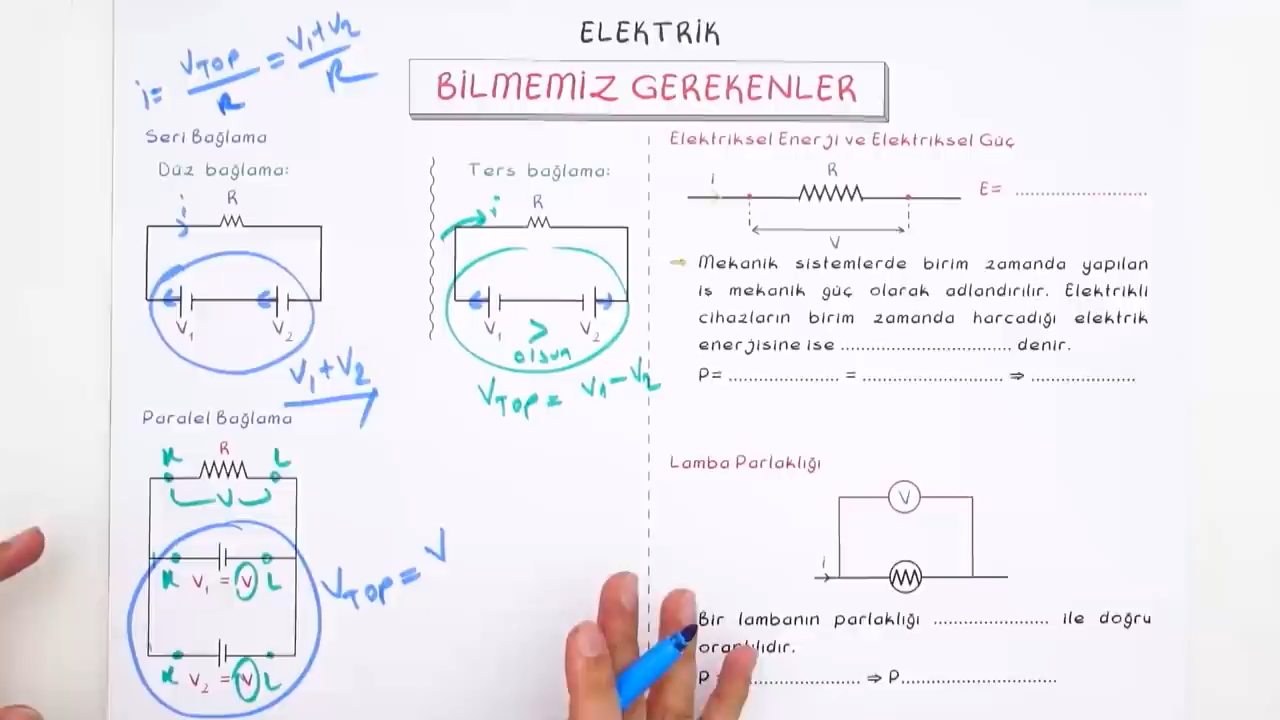 ELEKTRİK
BİLMEMİZ GEREKENLER
i= VTOP/R = V1+V2/R
Seri Bağlama
Düz bağlama:
i
R
V1
V2
V1+V2
Ters bağlama:
i
R
V1
>
V2
olsun
VTOP = V1-V2
Paralel Bağlama
K
R
L
V
K
V1 = V
L
K
V2 = V
L
VTOP = V
Elektriksel Enerji ve Elektriksel Güç
i
R
V
E= ............................
Mekanik sistemlerde birim zamanda yapılan
iş mekanik güç olarak adlandırılır. Elektrikli
cihazların birim zamanda harcadığı elektrik
enerjisine ise .................................. denir.
P= ...................... = ............................ ⇒ .....................
Lamba Parlaklığı
V
i
Bir lambanın parlaklığı ....................... ile doğru
orantılıdır.
P= ...................... ⇒ P...............................